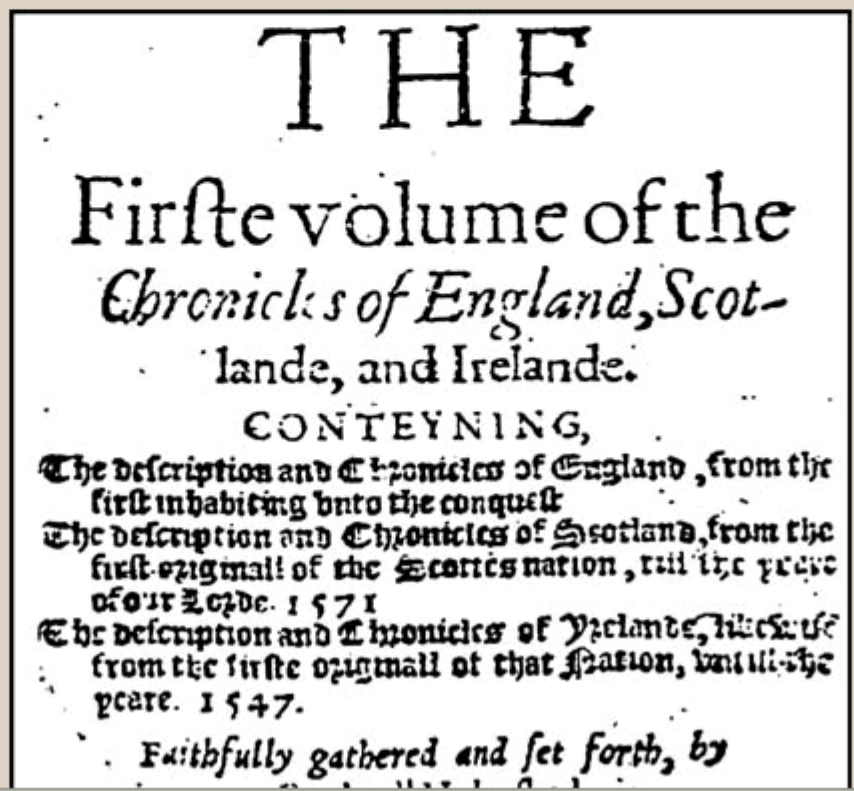 THE
Firſte volume of the
Chronicles of England, Scot-
lande, and Irelande.
CONTEYNING,
The deſcription and Chronicles of England, from the
firſt inhabiting vnto the conqueſt
The deſcription and Chronicles of Scotland, from the
firſt originall of the Scottes nation, till the yeare
of our Lorde. 1571
The deſcription and Chronicles of Yrelande, likewiſe
from the firſte originall of that Nation, vntill the
yeare. 1547.
Faithfully gathered and ſet forth, by